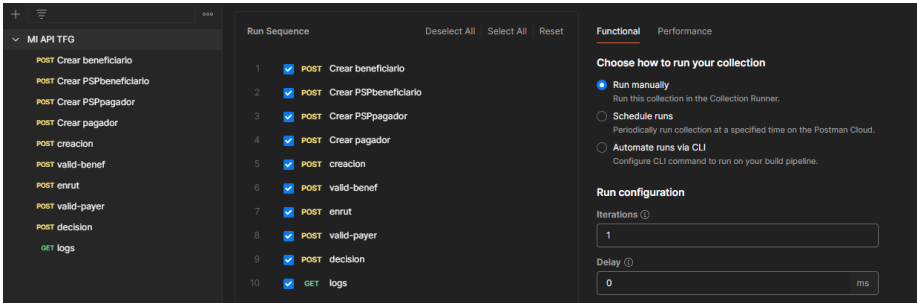 MI API TFG
POST Crear beneficiario
POST Crear PSPbeneficiario
POST Crear PSPpagador
POST Crear pagador
POST creacion
POST valid-benef
POST enrut
POST valid-payer
POST decision
GET logs
Run Sequence
Deselect All Select All Reset
1 POST Crear beneficiario
2 POST Crear PSPbeneficiario
3 POST Crear PSPpagador
4 POST Crear pagador
5 POST creacion
6 POST valid-benef
7 POST enrut
8 POST valid-payer
9 POST decision
10 GET logs
Functional Performance
Choose how to run your collection
Run manually
Run this collection in the Collection Runner.
Schedule runs
Periodically run collection at a specified time on the Postman Cloud.
Automate runs via CLI
Configure CLI command to run on your build pipeline.
Run configuration
Iterations
1
Delay
0 ms